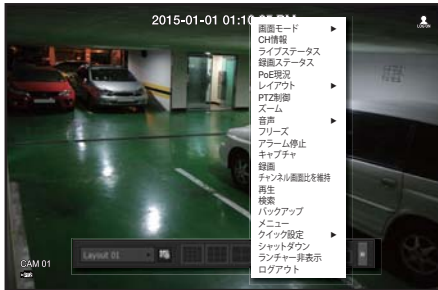 2015-01-01 01:10
LOG-ON
画面モード
CH情報
ライブステータス
録画ステータス
PoE現況
レイアウト
PTZ制御
ズーム
音声
フリーズ
アラーム停止
キャプチャ
録画
チャンネル画面比を維持
再生
検索
バックアップ
メニュー
クイック設定
シャットダウン
ランチャー非表示
ログアウト
Layout 01
CAM 01